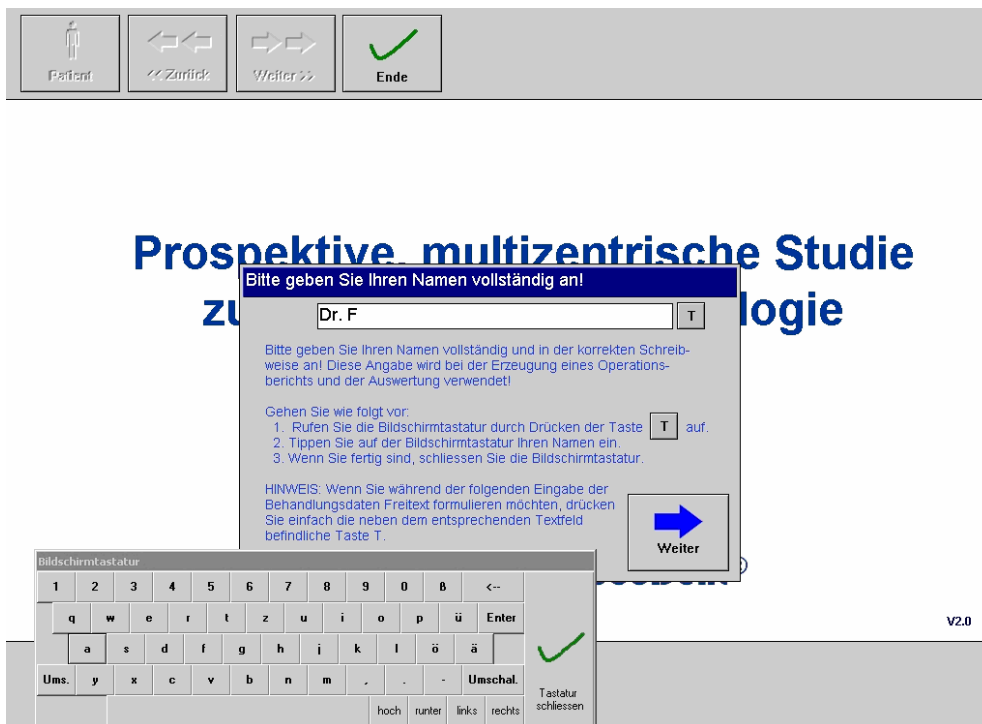 Patient
<< Zurück
Weiter >>
Ende
Prospektive, multizentrische Studie
Bitte geben Sie Ihren Namen vollständig an!
zu
logie
Dr. F
T
Bitte geben Sie Ihren Namen vollständig und in der korrekten Schreib-
weise an! Diese Angabe wird bei der Erzeugung eines Operations-
berichts und der Auswertung verwendet!
Gehen Sie wie folgt vor:
1. Rufen Sie die Bildschirmtastatur durch Drücken der Taste T auf.
2. Tippen Sie auf der Bildschirmtastatur Ihren Namen ein.
3. Wenn Sie fertig sind, schliessen Sie die Bildschirmtastatur.
HINWEIS: Wenn Sie während der folgenden Eingabe der
Behandlungsdaten Freitext formulieren möchten, drücken
Sie einfach die neben dem entsprechenden Textfeld
befindliche Taste T.
Weiter
®
V2.0
Bildschirmtastatur
1 2 3 4 5 6 7 8 9 0 ß <--
q w e r t z u i o p ü Enter
a s d f g h j k l ö ä
Ums. y x c v b n m , . - Umschal.
hoch runter links rechts
Tastatur
schliessen